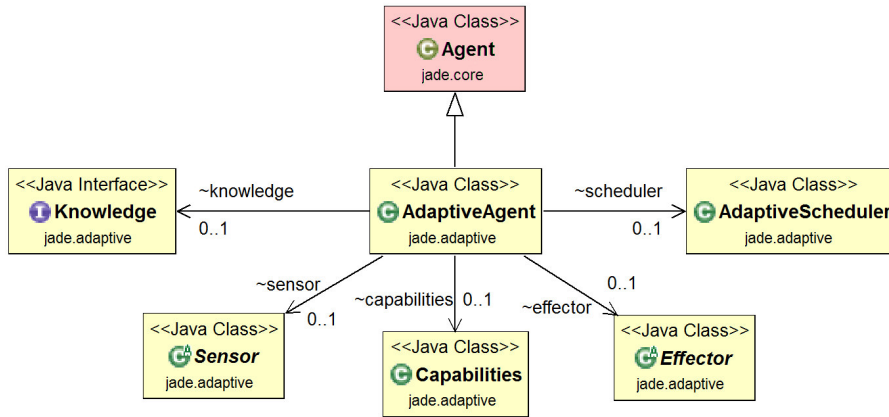 <<Java Class>>
C Agent
jade.core
<<Java Interface>>
I Knowledge
jade.adaptive
~knowledge
0..1
<<Java Class>>
C AdaptiveAgent
jade.adaptive
~scheduler
0..1
<<Java Class>>
C AdaptiveScheduler
jade.adaptive
~sensor
0..1
~capabilities
0..1
~effector
0..1
<<Java Class>>
C A Sensor
jade.adaptive
<<Java Class>>
C Capabilities
jade.adaptive
<<Java Class>>
C A Effector
jade.adaptive